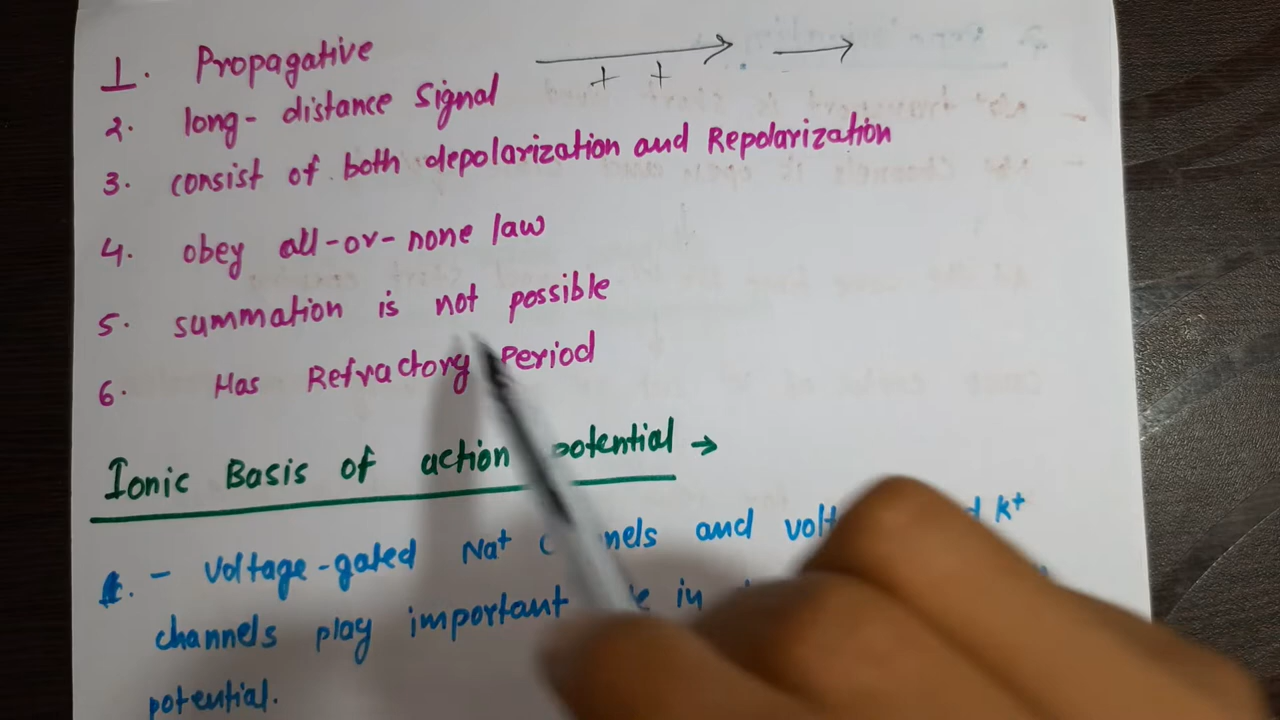 1. Propagative
+ +
2. long-distance Signal
3. consist of both depolarization and Repolarization
4. obey all-or-none law
5. summation is not possible
6. Has Refractory Period
Ionic Basis of action potential →
- Voltage-gated Na+ and K+
channels play important in
potential.